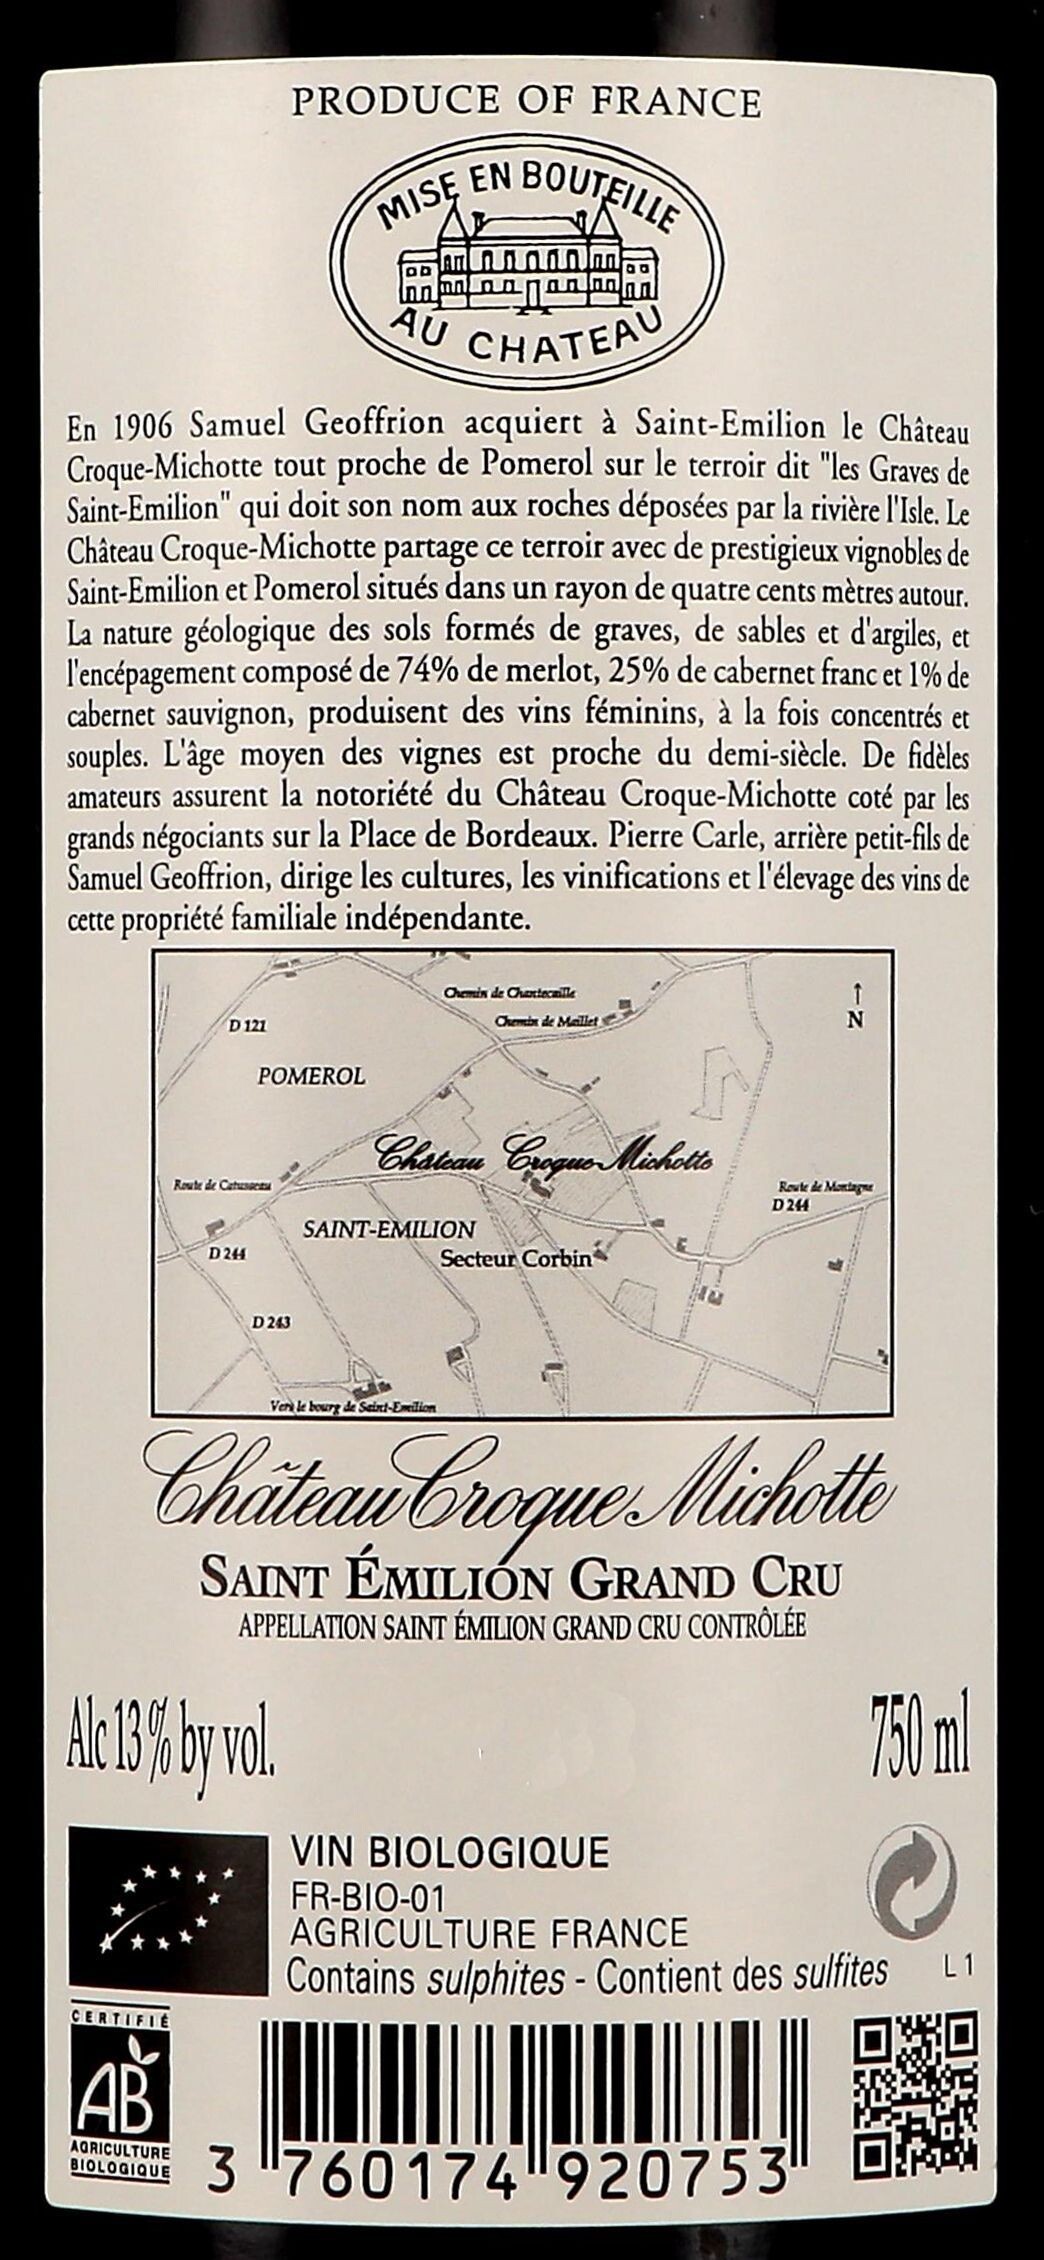 PRODUCE OF FRANCE
MISE EN BOUTEILLE
AU CHATEAU
En 1906 Samuel Geoffrion acquiert à Saint-Emilion le Château
Croque-Michotte tout proche de Pomerol sur le terroir dit "les Graves de
Saint-Emilion" qui doit son nom aux roches déposées par la rivière l'Isle. Le
Château Croque-Michotte partage ce terroir avec de prestigieux vignobles de
Saint-Emilion et Pomerol situés dans un rayon de quatre cents mètres autour.
La nature géologique des sols formés de graves, de sables et d'argiles, et
l'encépagement composé de 74% de merlot, 25% de cabernet franc et 1% de
cabernet sauvignon, produisent des vins féminins, à la fois concentrés et
souples. L'âge moyen des vignes est proche du demi-siècle. De fidèles
amateurs assurent la notoriété du Château Croque-Michotte coté par les
grands négociants sur la Place de Bordeaux. Pierre Carle, arrière petit-fils de
Samuel Geoffrion, dirige les cultures, les vinifications et l'élevage des vins de
cette propriété familiale indépendante.
Chemin de Chantecaille
N
Chemin de Maillet
D 121
POMEROL
Château Croque-Michotte
Route de Catusseau
Route de Montagne
D 244
SAINT-EMILION
D 244
Secteur Corbin
D 243
Vers le bourg de Saint-Emilion
Château Croque Michotte
SAINT ÉMILION GRAND CRU
APPELLATION SAINT ÉMILION GRAND CRU CONTRÔLÉE
Alc 13 % by vol.
750 ml
VIN BIOLOGIQUE
FR-BIO-01
AGRICULTURE FRANCE
Contains sulphites - Contient des sulfites
L 1
CERTIFIÉ
AB
AGRICULTURE
BIOLOGIQUE
3 760174 920753